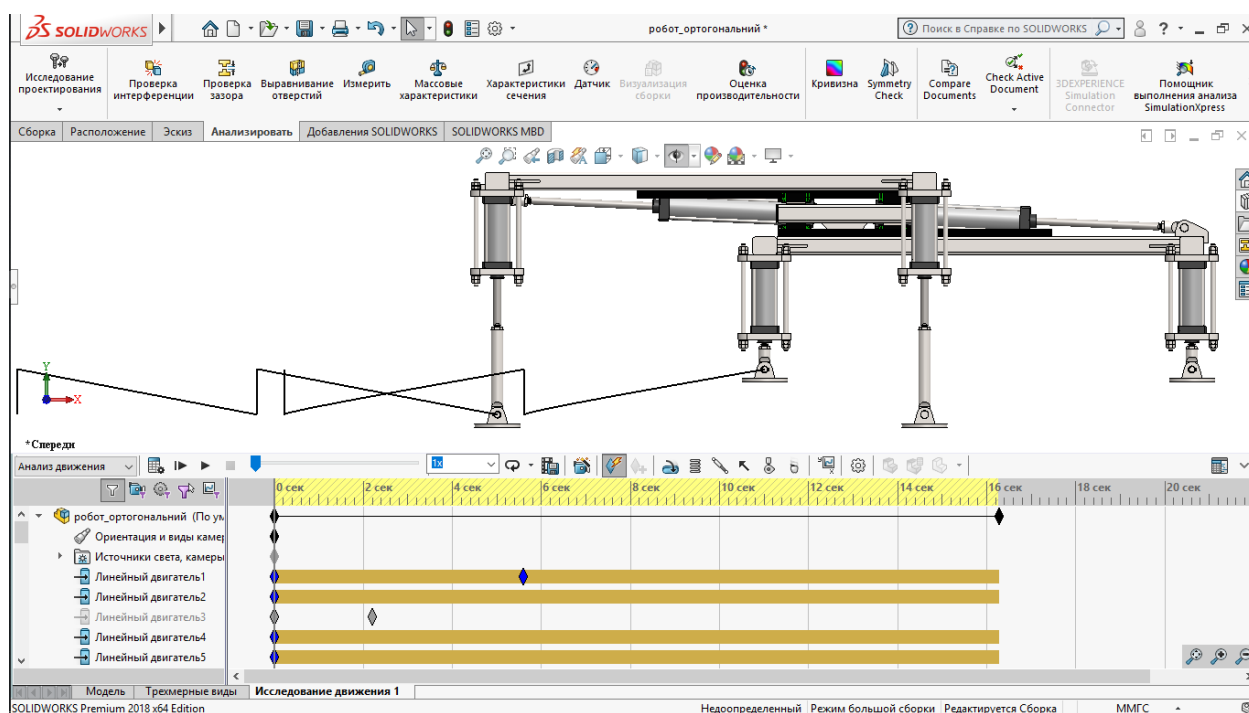 SOLIDWORKS
робот_ортогональный *
Поиск в Справке по SOLIDWORKS
?
Исследование
проектирования
Проверка
интерференции
Проверка
зазора
Выравнивание
отверстий
Измерить
Массовые
характеристики
Характеристики
сечения
Датчик
Визуализация
сборки
Оценка
производительности
Кривизна
Symmetry
Check
Compare
Documents
Check Active
Document
3DEXPERIENCE
Simulation
Connector
Помощник
выполнения анализа
SimulationXpress
Сборка
Расположение
Эскиз
Анализировать
Добавления SOLIDWORKS
SOLIDWORKS MBD
Y
X
*Спереди
Анализ движения
1x
0 сек
2 сек
4 сек
6 сек
8 сек
10 сек
12 сек
14 сек
16 сек
18 сек
20 сек
робот_ортогональный (По ум
Ориентация и виды камер
Источники света, камеры
Линейный двигатель1
Линейный двигатель2
Линейный двигатель3
Линейный двигатель4
Линейный двигатель5
Модель
Трехмерные виды
Исследование движения 1
SOLIDWORKS Premium 2018 x64 Edition
Недоопределенный
Режим большой сборки
Редактируется Сборка
ММГС